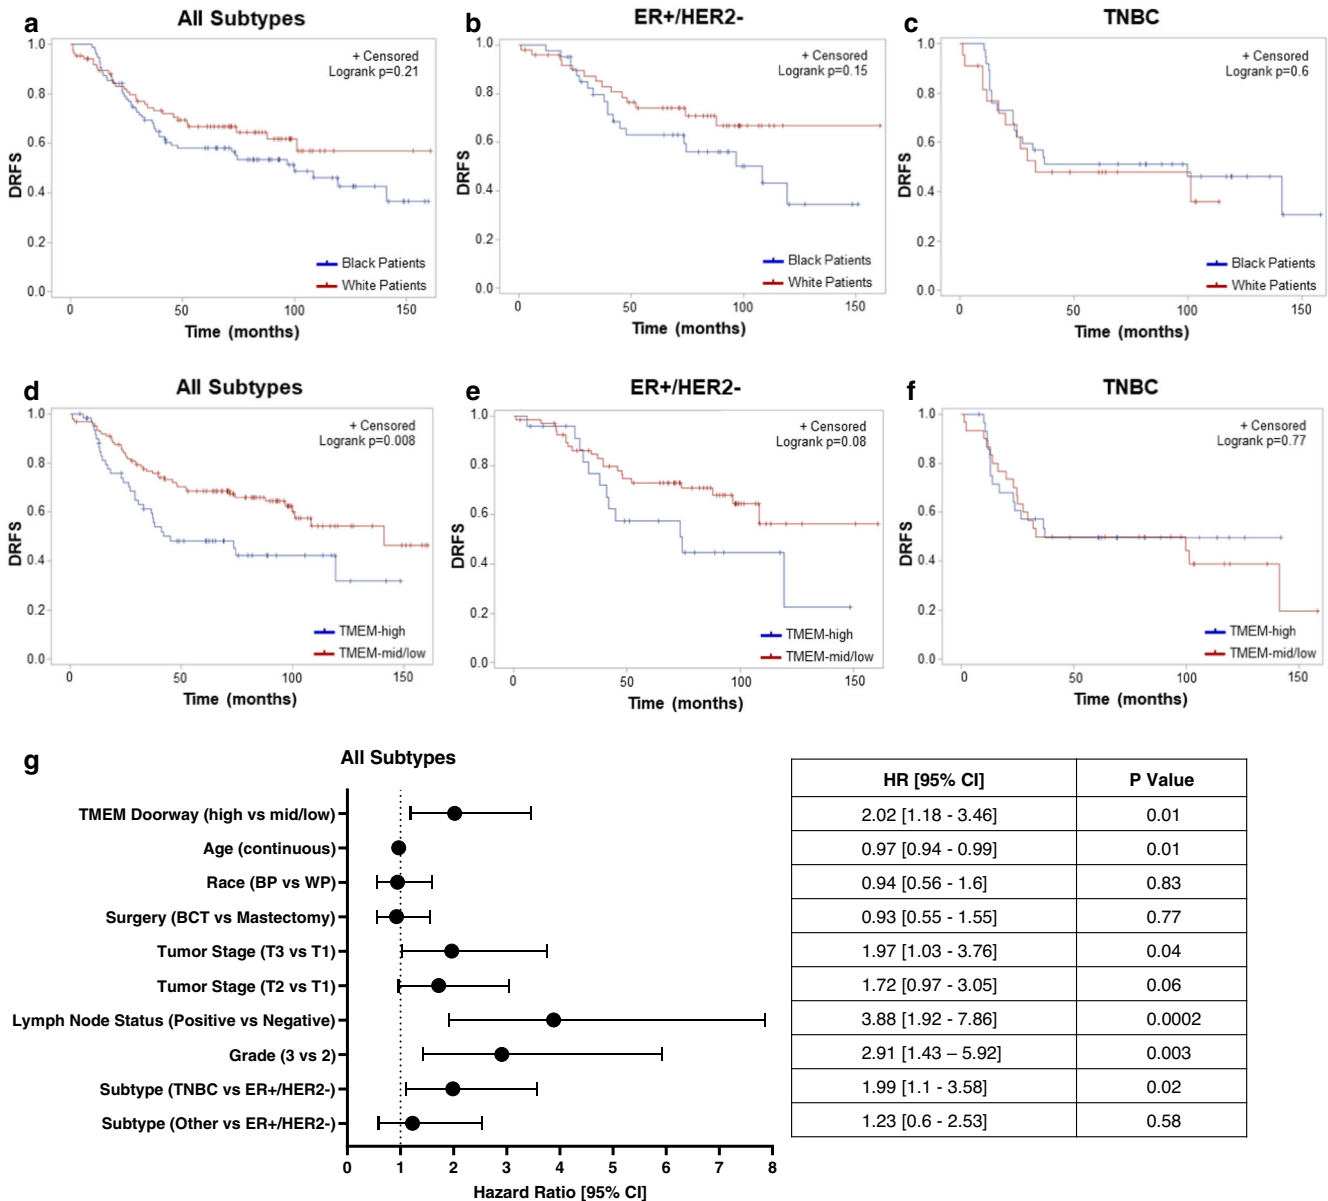 a
All Subtypes
+ Censored
Logrank p=0.21
DRFS
1.0
0.8
0.6
0.4
0.2
0.0
Black Patients
White Patients
0 50 100 150
Time (months)
b
ER+/HER2-
+ Censored
Logrank p=0.15
DRFS
1.0
0.8
0.6
0.4
0.2
0.0
Black Patients
White Patients
0 50 100 150
Time (months)
c
TNBC
+ Censored
Logrank p=0.6
DRFS
1.0
0.8
0.6
0.4
0.2
0.0
Black Patients
White Patients
0 50 100 150
Time (months)
d
All Subtypes
+ Censored
Logrank p=0.008
DRFS
1.0
0.8
0.6
0.4
0.2
0.0
TMEM-high
TMEM-mid/low
0 50 100 150
Time (months)
e
ER+/HER2-
+ Censored
Logrank p=0.08
DRFS
1.0
0.8
0.6
0.4
0.2
0.0
TMEM-high
TMEM-mid/low
0 50 100 150
Time (months)
f
TNBC
+ Censored
Logrank p=0.77
DRFS
1.0
0.8
0.6
0.4
0.2
0.0
TMEM-high
TMEM-mid/low
0 50 100 150
Time (months)
g
All Subtypes
HR [95% CI] P Value
TMEM Doorway (high vs mid/low) 2.02 [1.18 - 3.46] 0.01
Age (continuous) 0.97 [0.94 - 0.99] 0.01
Race (BP vs WP) 0.94 [0.56 - 1.6] 0.83
Surgery (BCT vs Mastectomy) 0.93 [0.55 - 1.55] 0.77
Tumor Stage (T3 vs T1) 1.97 [1.03 - 3.76] 0.04
Tumor Stage (T2 vs T1) 1.72 [0.97 - 3.05] 0.06
Lymph Node Status (Positive vs Negative) 3.88 [1.92 - 7.86] 0.0002
Grade (3 vs 2) 2.91 [1.43 – 5.92] 0.003
Subtype (TNBC vs ER+/HER2-) 1.99 [1.1 - 3.58] 0.02
Subtype (Other vs ER+/HER2-) 1.23 [0.6 - 2.53] 0.58
0 1 2 3 4 5 6 7 8
Hazard Ratio [95% CI]